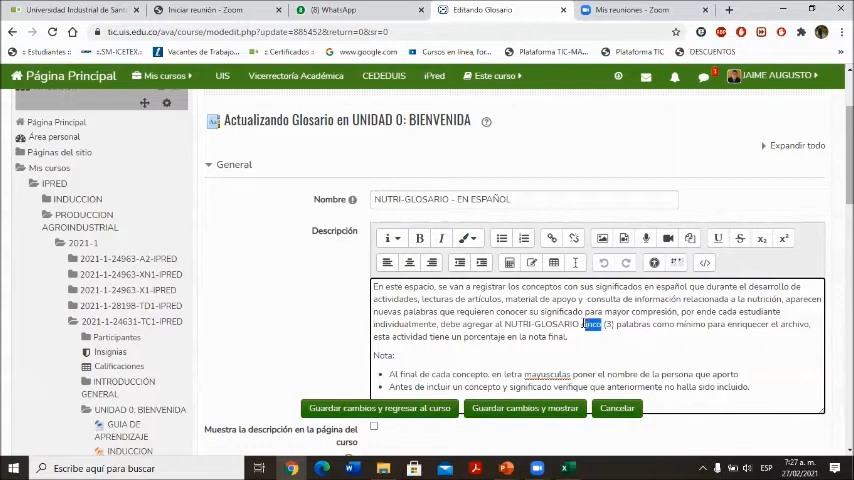 Universidad Industrial de Santan
Iniciar reunión - Zoom
(8) WhatsApp
Editando Glosario
Mis reuniones - Zoom
tic.uis.edu.co/ava/course/modedit.php?update=885452&return=0&sr=0
:: Estudiantes ::
..:SM-ICETEX:..
Vacantes de Trabajo...
:: Certificados ::
www.google.com
Cursos en línea, for...
Plataforma TIC-MA...
Plataforma TIC
DESCUENTOS
Página Principal
Mis cursos
UIS
Vicerrectoría Académica
CEDEDUIS
iPred
Este curso
1
JAIME AUGUSTO
Página Principal
Área personal
Páginas del sitio
Mis cursos
IPRED
INDUCCION
PRODUCCION
AGROINDUSTRIAL
2021-1
2021-1-24963-A2-IPRED
2021-1-24963-XN1-IPRED
2021-1-24963-X1-IPRED
2021-1-28198-TD1-IPRED
2021-1-24631-TC1-IPRED
Participantes
Insignias
Calificaciones
INTRODUCCIÓN
GENERAL
UNIDAD 0: BIENVENIDA
GUIA DE
APRENDIZAJE
INDUCCION
Actualizando Glosario en UNIDAD 0: BIENVENIDA
Expandir todo
General
Nombre
NUTRI-GLOSARIO - EN ESPAÑOL
Descripción
En este espacio, se van a registrar los conceptos con sus significados en español que durante el desarrollo de
actividades, lecturas de artículos, material de apoyo y consulta de información relacionada a la nutrición, aparecen
nuevas palabras que requieren conocer su significado para mayor compresión, por ende cada estudiante
individualmente, debe agregar al NUTRI-GLOSARIO cinco (3) palabras como mínimo para enriquecer el archivo,
esta actividad tiene un porcentaje en la nota final.
Nota:
Al final de cada concepto. en letra mayusculas poner el nombre de la persona que aporto
Antes de incluir un concepto y significado verifique que anteriormente no halla sido incluido.
Guardar cambios y regresar al curso
Guardar cambios y mostrar
Cancelar
Muestra la descripción en la página del
curso
Escribe aquí para buscar
ESP
7:27 a. m.
27/02/2021